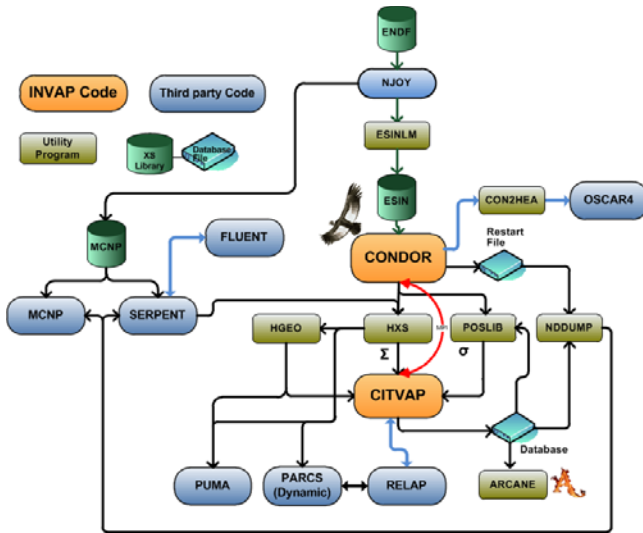 ENDF
INVAP Code
Third party Code
NJOY
Utility
Program
XS
Library
Database
File
ESINLM
ESIN
CON2HEA
OSCAR4
MCNP
FLUENT
CONDOR
Restart
File
MCNP
SERPENT
HGEO
HXS
MPI
POSLIB
NDDUMP
Σ
σ
CITVAP
Database
PUMA
PARCS
(Dynamic)
RELAP
ARCANE